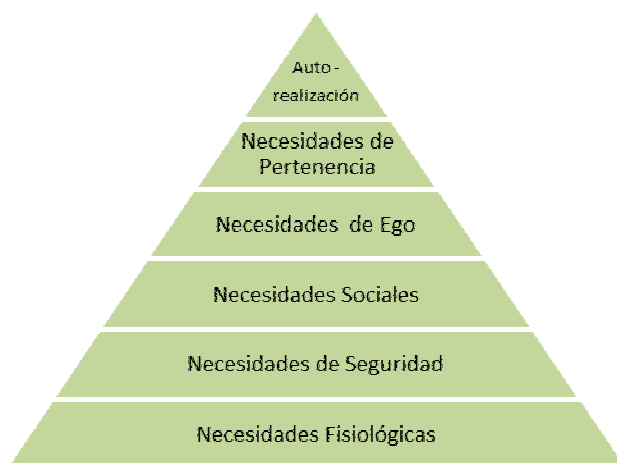 Auto -
realización
Necesidades de
Pertenencia
Necesidades de Ego
Necesidades Sociales
Necesidades de Seguridad
Necesidades Fisiológicas